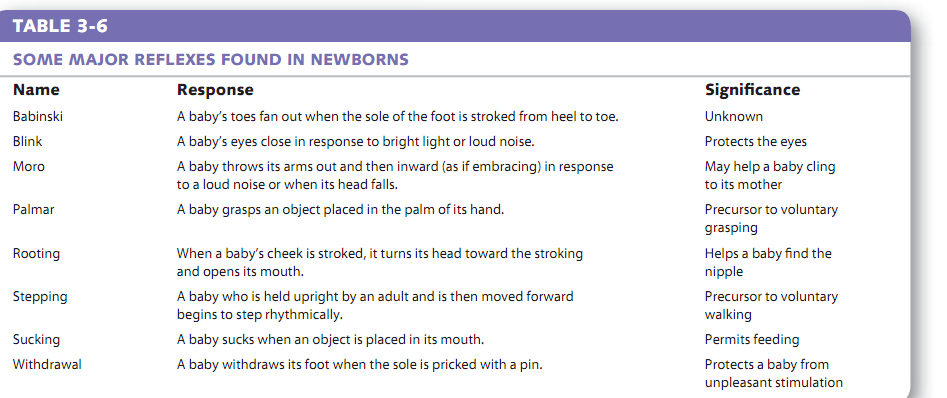 TABLE 3-6
SOME MAJOR REFLEXES FOUND IN NEWBORNS
Name Response Significance
Babinski A baby's toes fan out when the sole of the foot is stroked from heel to toe. Unknown
Blink A baby's eyes close in response to bright light or loud noise. Protects the eyes
Moro A baby throws its arms out and then inward (as if embracing) in response May help a baby cling
to a loud noise or when its head falls. to its mother
Palmar A baby grasps an object placed in the palm of its hand. Precursor to voluntary
grasping
Rooting When a baby's cheek is stroked, it turns its head toward the stroking Helps a baby find the
and opens its mouth. nipple
Stepping A baby who is held upright by an adult and is then moved forward Precursor to voluntary
begins to step rhythmically. walking
Sucking A baby sucks when an object is placed in its mouth. Permits feeding
Withdrawal A baby withdraws its foot when the sole is pricked with a pin. Protects a baby from
unpleasant stimulation